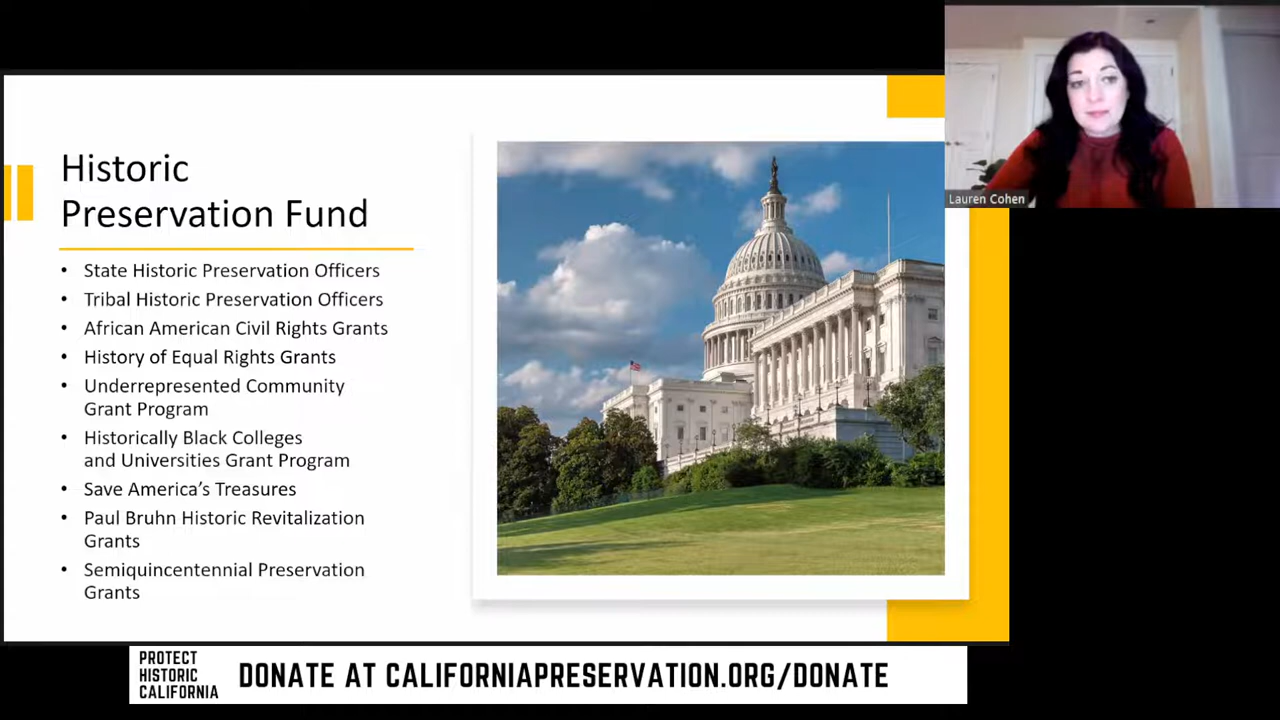 Historic
Preservation Fund
• State Historic Preservation Officers
• Tribal Historic Preservation Officers
• African American Civil Rights Grants
• History of Equal Rights Grants
• Underrepresented Community
Grant Program
• Historically Black Colleges
and Universities Grant Program
• Save America’s Treasures
• Paul Bruhn Historic Revitalization
Grants
• Semiquincentennial Preservation
Grants
Lauren Cohen
PROTECT
HISTORIC
CALIFORNIA
DONATE AT CALIFORNIAPRESERVATION.ORG/DONATE